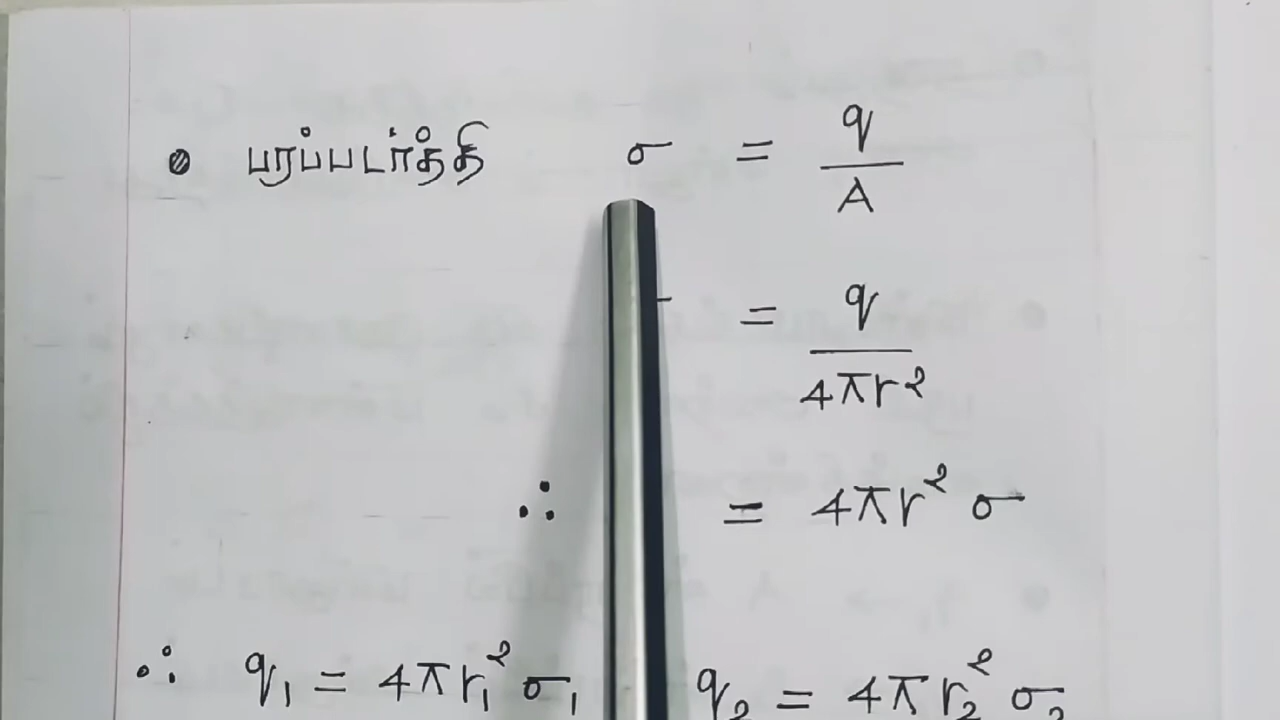 பரப்படர்த்தி σ = q/A
= q/4πr²
∴ = 4πr² σ
∴ q₁ = 4πr₁² σ₁ q₂ = 4πr₂² σ₂